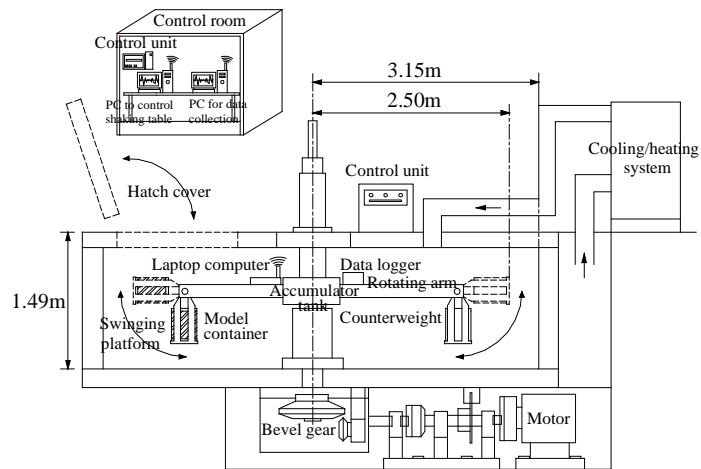 Control room
Control unit
PC to control
shaking table
PC for data
collection
3.15m
2.50m
Cooling/heating
system
Control unit
Hatch cover
Laptop computer
Data logger
Rotating arm
Accumulator
tank
1.49m
Swinging
platform
Model
container
Counterweight
Bevel gear
Motor